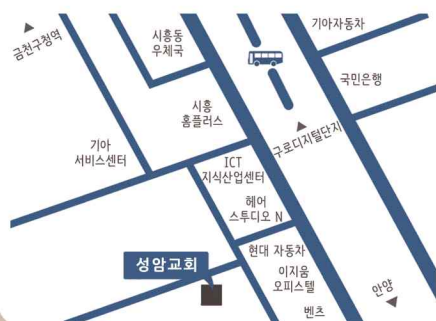 금천구청역
시흥동
우체국
기아자동차
국민은행
시흥
홈플러스
구로디지털단지
기아
서비스센터
ICT
지식산업센터
헤어
스투디오 N
현대 자동차
성암교회
이지움
오피스텔
안양
벤츠